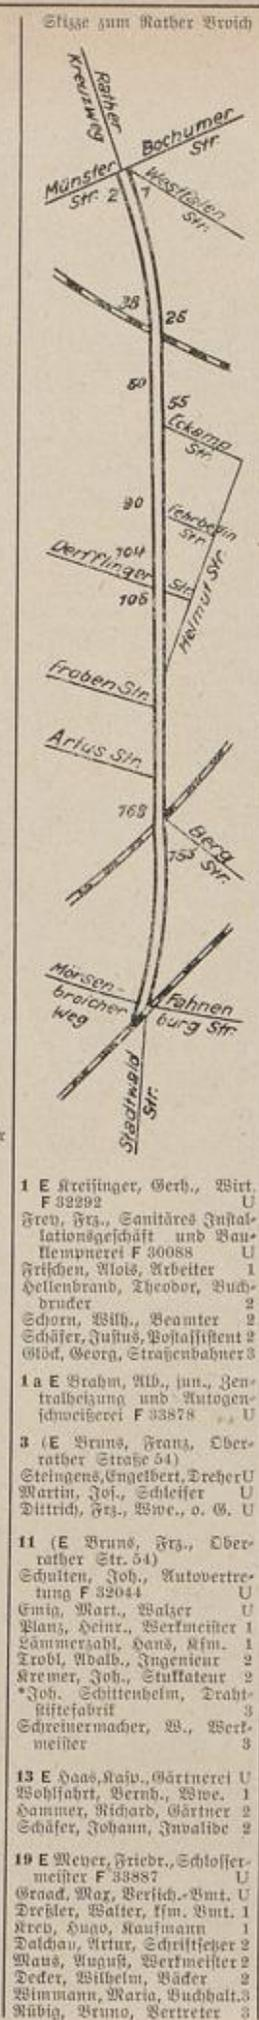 Skizze zum Rather Broich
Rather
Kreuzweg
Bochumer
Str.
Münster
Str. 2
1
Westfalen
Str.
38
26
60
55
Eckamp
Str.
90
Fehrbellin
Str.
Helmut Str.
104
Derfflinger
Str.
106
Froben Str.
Artus Str.
168
Berg
Str.
Mörsen-
broicher
Weg
Fahnen
burg Str.
Stadtwald
Str.
1 E Kreisinger, Gerh., Wirt.
F 32292 U
Frey, Frz., Sanitäres Instal-
lationsgeschäft und Bau-
klempnerei F 30088 U
Frischen, Alois, Arbeiter 1
Hellenbrand, Theodor, Buch-
drucker 2
Schorn, Wilh., Beamter 2
Schäfer, Justus, Postassistent 2
Glöck, Georg, Straßenbahner 3
1a E Brahm, Alb., jun., Zen-
tralheizung und Autogen-
schweißerei F 33878 U
3 (E Bruns, Franz, Ober-
rather Straße 54)
Steingens, Engelbert, Dreher U
Martin, Jos., Schleifer U
Dittrich, Frz., Wwe., o. G. U
11 (E Bruns, Frz., Ober-
rather Str. 54)
Schulten, Joh., Autovertre-
tung F 32044 U
Emig, Mart., Walzer U
Planz, Heinr., Werkmeister 1
Lämmerzahl, Hans, Kfm. 1
Trobl, Adalb., Ingenieur 2
Kremer, Joh., Stukkateur 2
*Joh. Schittenhelm, Draht-
stiftefabrik 3
Schreinermacher, W., Werk-
meister 3
13 E Haas, Kasp., Gärtnerei U
Wohlfahrt, Bernh., Wwe. 1
Hammer, Richard, Gärtner 2
Schäfer, Johann, Invalide 2
19 E Meyer, Friedr., Schlosser-
meister F 33887 U
Graack, Max, Versich.-Bmt. U
Dreßler, Walter, kfm. Bmt. 1
Kreb, Hugo, Kaufmann 1
Dalchau, Artur, Schriftsetzer 2
Maus, August, Werkmeister 2
Decker, Wilhelm, Bäcker 2
Wimmann, Maria, Buchhalt. 3
Rübig, Bruno, Vertreter 3